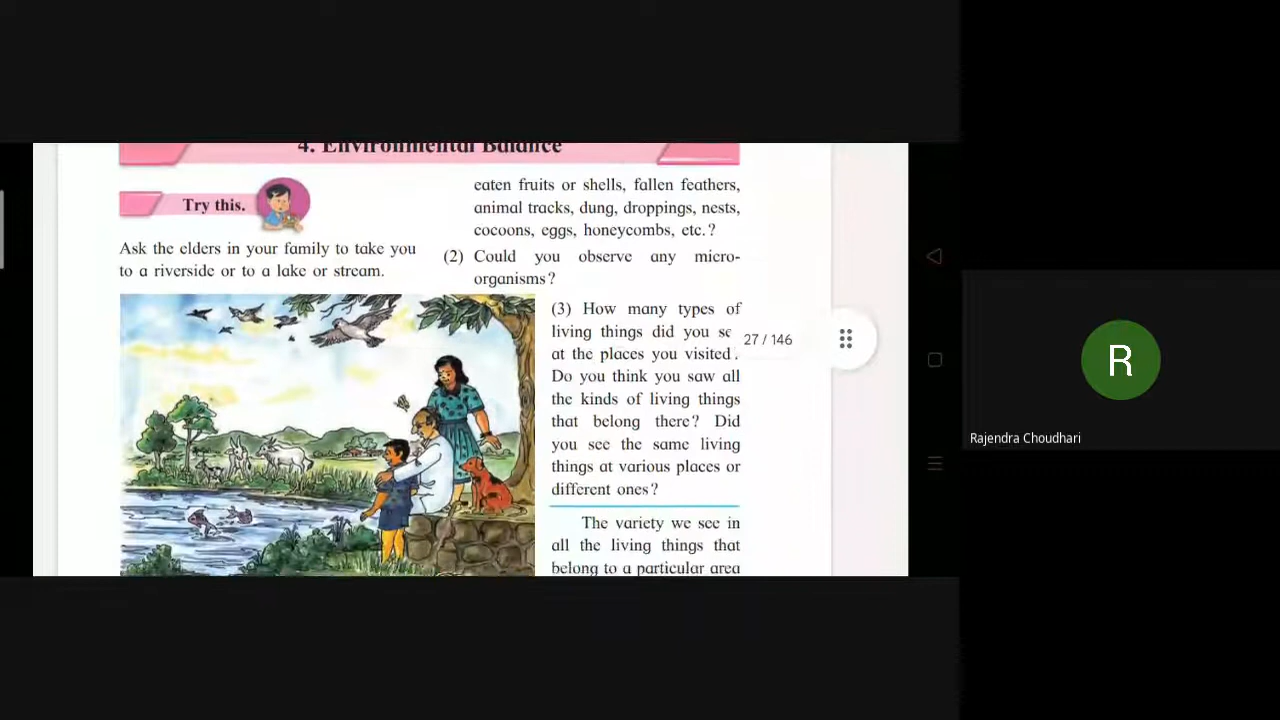 4. Environmental Balance
Try this.
Ask the elders in your family to take you
to a riverside or to a lake or stream.
eaten fruits or shells, fallen feathers,
animal tracks, dung, droppings, nests,
cocoons, eggs, honeycombs, etc.?
(2) Could you observe any micro-
organisms?
(3) How many types of
living things did you
at the places you visited
Do you think you saw all
the kinds of living things
that belong there? Did
you see the same living
things at various places or
different ones?
The variety we see in
all the living things that
belong to a particular area
27 / 146
R
Rajendra Choudhari